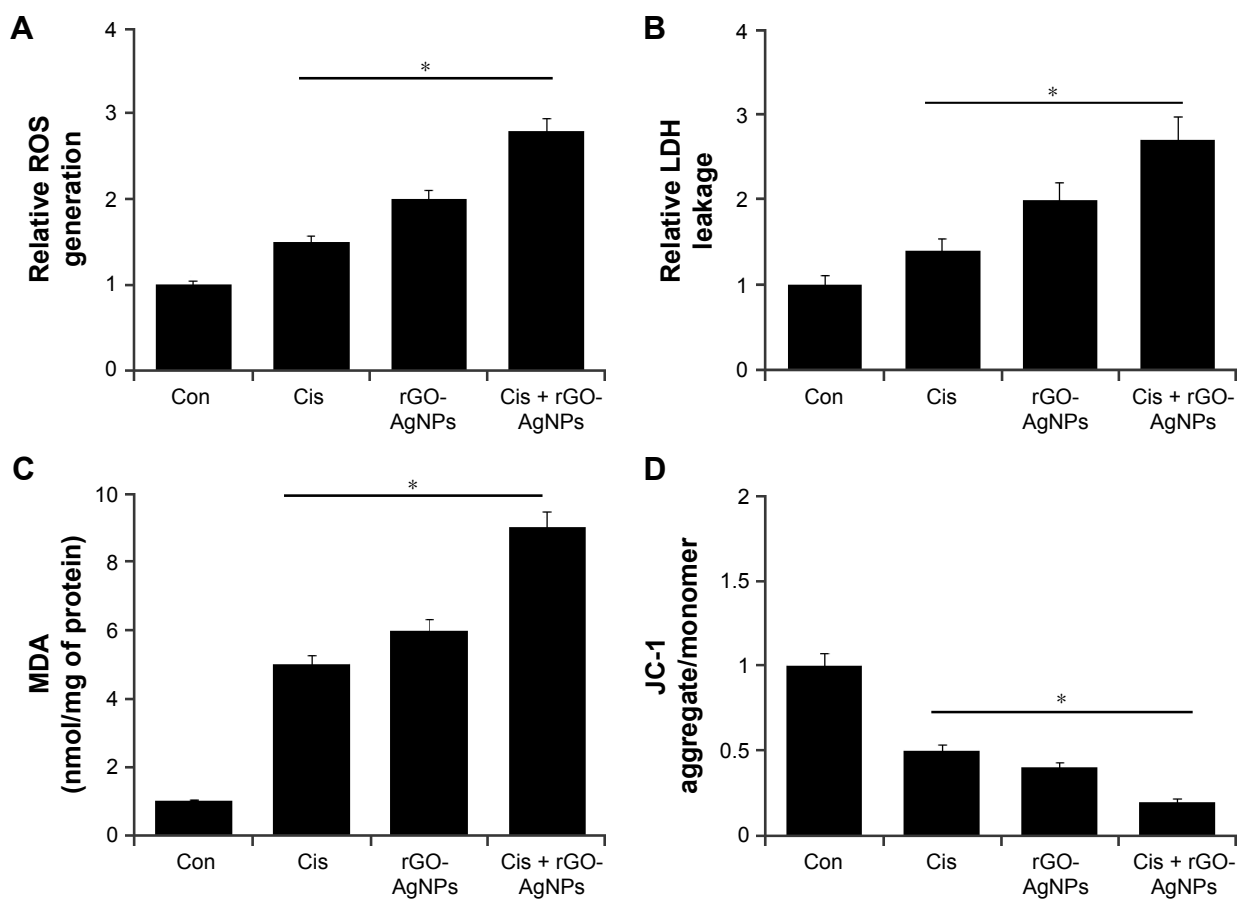 A
Relative ROS
generation
4
3
2
1
0
*
Con
Cis
rGO-
AgNPs
Cis + rGO-
AgNPs
B
Relative LDH
leakage
4
3
2
1
0
*
Con
Cis
rGO-
AgNPs
Cis + rGO-
AgNPs
C
MDA
(nmol/mg of protein)
10
8
6
4
2
0
*
Con
Cis
rGO-
AgNPs
Cis + rGO-
AgNPs
D
JC-1
aggregate/monomer
2
1.5
1
0.5
0
*
Con
Cis
rGO-
AgNPs
Cis + rGO-
AgNPs